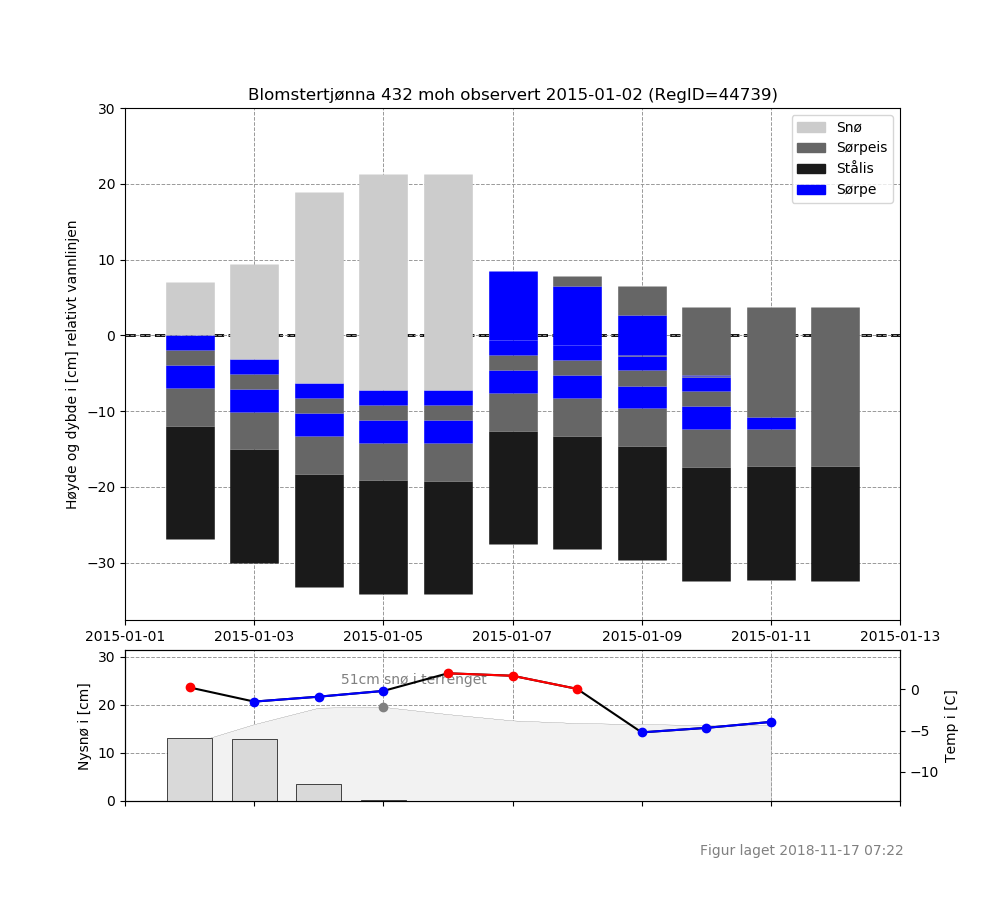 Blomstertjønna 432 moh observert 2015-01-02 (RegID=44739)
Høyde og dybde i [cm] relativt vannlinjen
30
20
10
0
−10
−20
−30
Snø
Sørpeis
Stålis
Sørpe
2015-01-01 2015-01-03 2015-01-05 2015-01-07 2015-01-09 2015-01-11 2015-01-13
Nysnø i [cm]
30
20
10
0
51cm snø i terrenget
0
−5
−10
Temp i [C]
Figur laget 2018-11-17 07:22